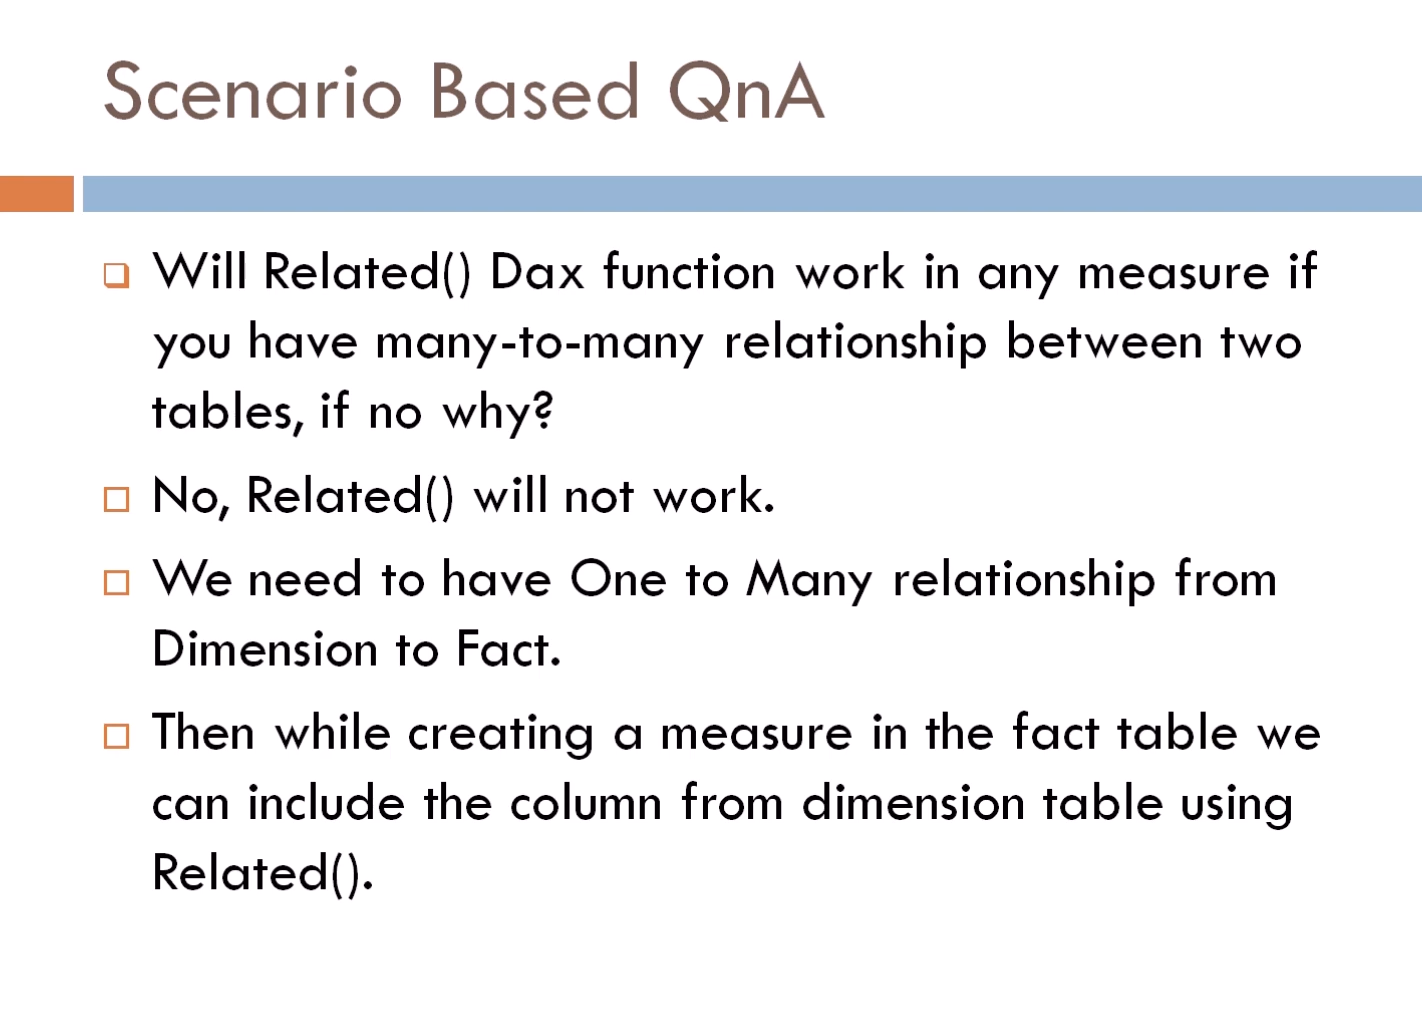 Scenario Based QnA
Will Related() Dax function work in any measure if
you have many-to-many relationship between two
tables, if no why?
No, Related() will not work.
We need to have One to Many relationship from
Dimension to Fact.
Then while creating a measure in the fact table we
can include the column from dimension table using
Related().